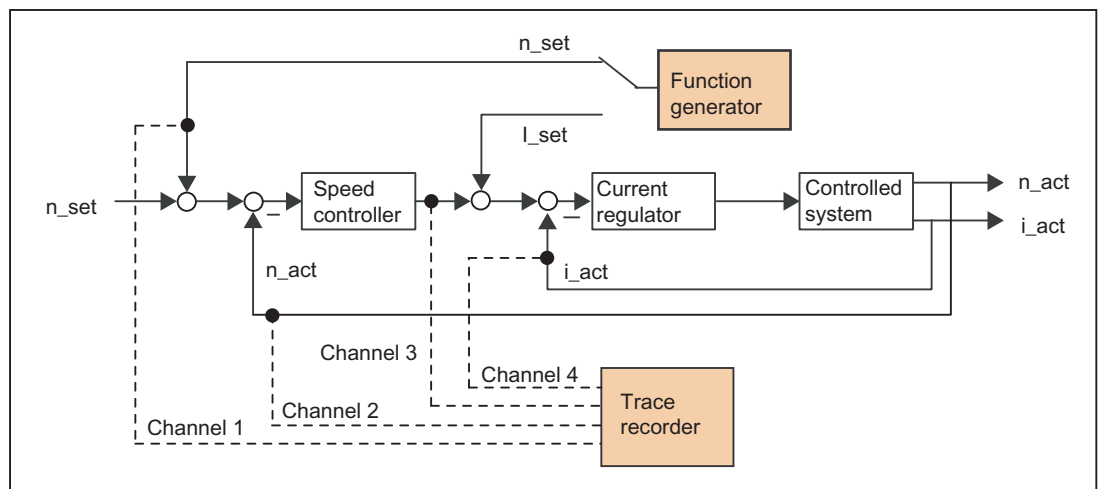 n_set
Function
generator
I_set
n_set
Speed
controller
Current
regulator
Controlled
system
n_act
i_act
n_act
i_act
Channel 3
Channel 4
Channel 2
Channel 1
Trace
recorder